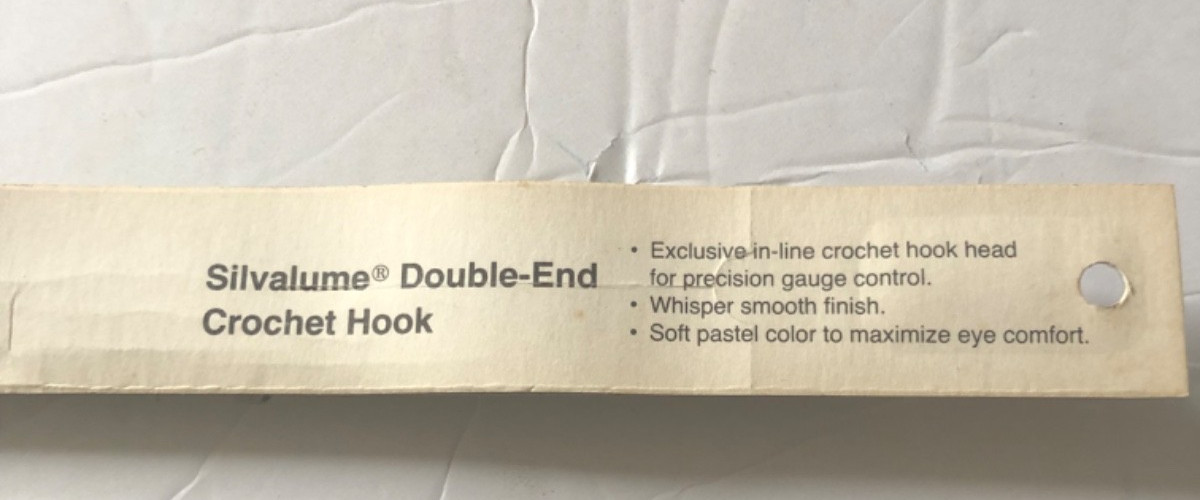 Silvalume® Double-End
Crochet Hook
• Exclusive in-line crochet hook head
for precision gauge control.
• Whisper smooth finish.
• Soft pastel color to maximize eye comfort.